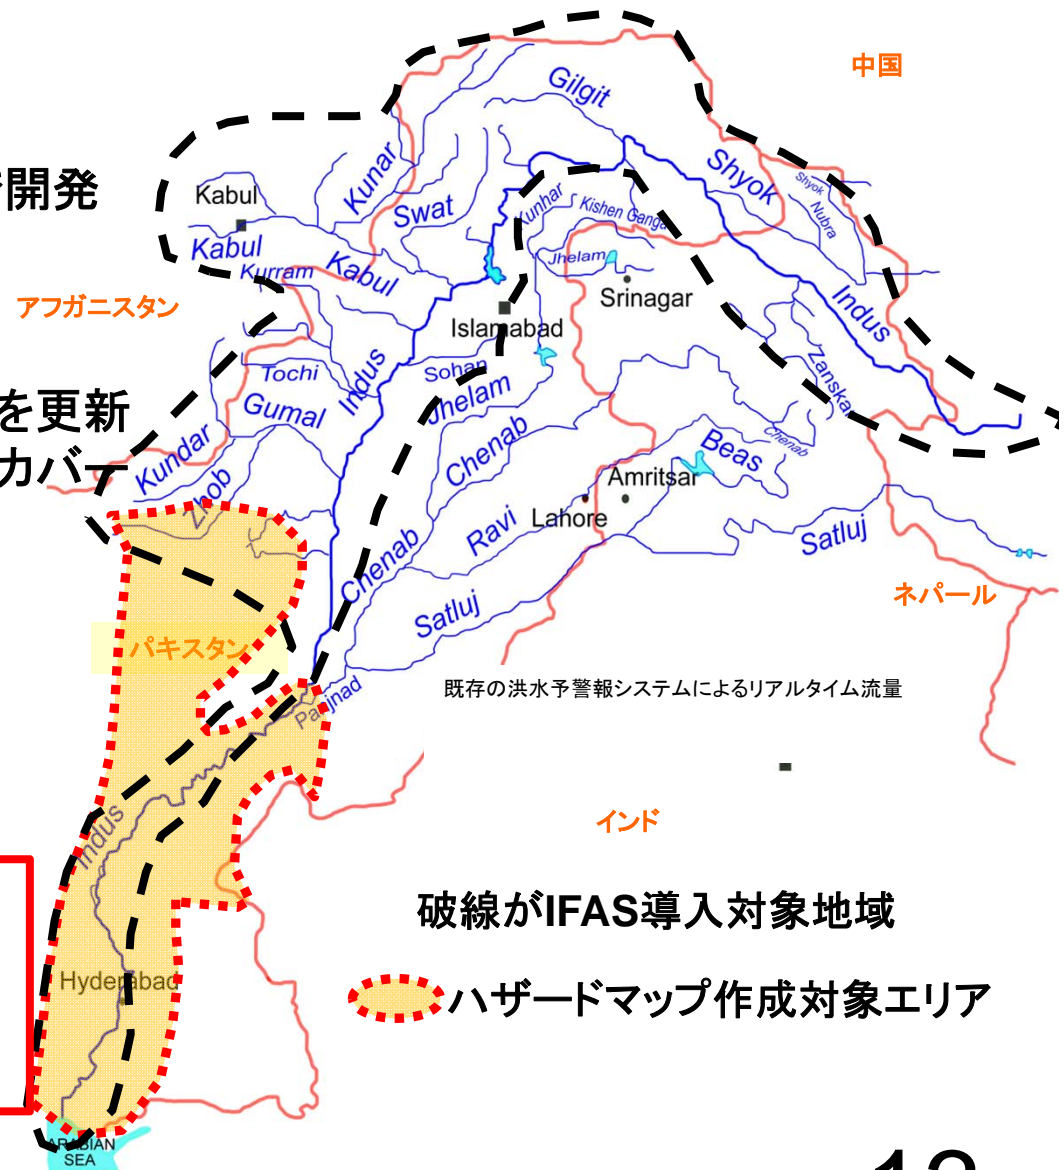 中国
Gilgit
開発
Kunar
Shyok
Shyok
Nubra
Kabul
Swat
Kunhar
Kishen Ganga
Kabul
Kurram
Kabul
Jhelam
アフガニスタン
Srinagar
Indus
Islamabad
Indus
Sohan
Tochi
Zanskar
Jhelam
Gumal
を更新
カバー
Kundar
Zhob
Chenab
Beas
Chenab
Amritsar
Lahore
Ravi
Satluj
Chenab
Satluj
ネパール
パキスタン
既存の洪水予警報システムによるリアルタイム流量
Panjnad
インド
Indus
破線がIFAS導入対象地域
Hyderabad
ハザードマップ作成対象エリア
ARABIAN
SEA